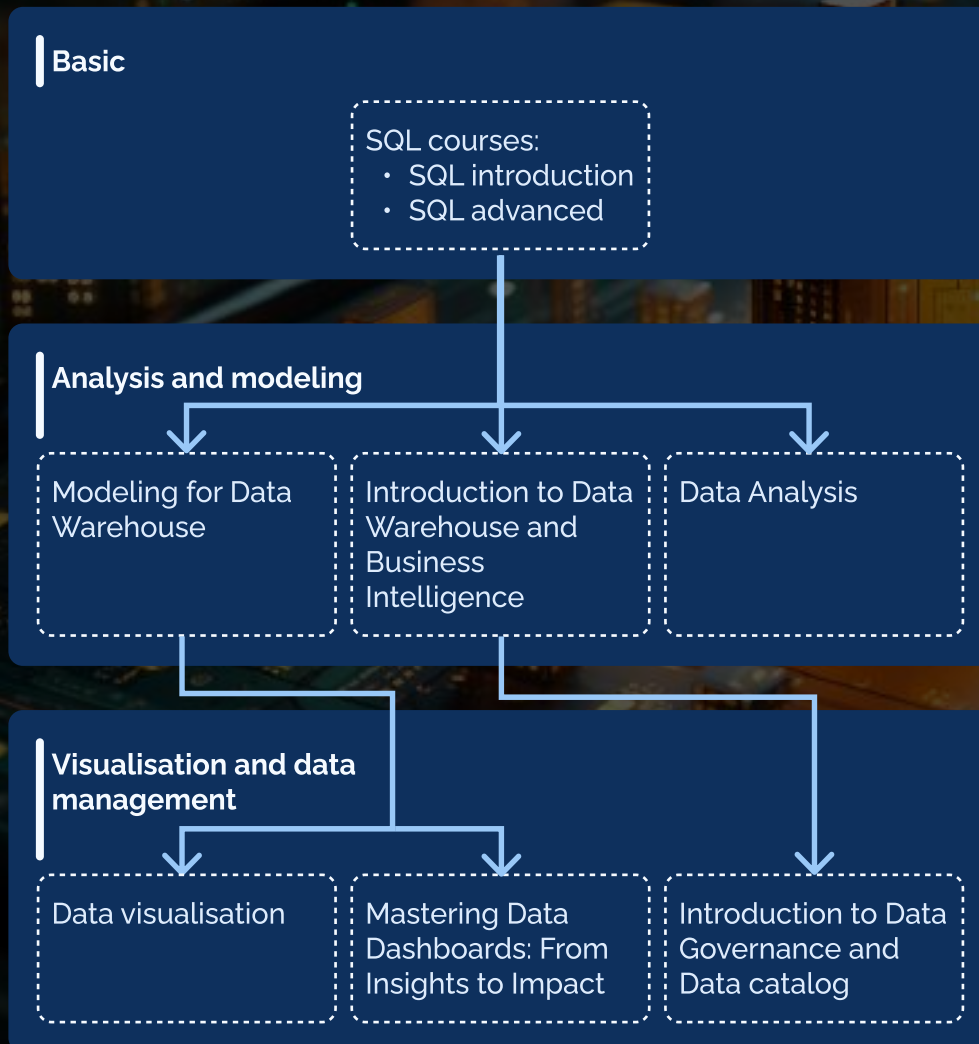 Basic
SQL courses:
• SQL introduction
• SQL advanced
Analysis and modeling
Modeling for Data
Warehouse
Introduction to Data
Warehouse and
Business
Intelligence
Data Analysis
Visualisation and data
management
Data visualisation
Mastering Data
Dashboards: From
Insights to Impact
Introduction to Data
Governance and
Data catalog